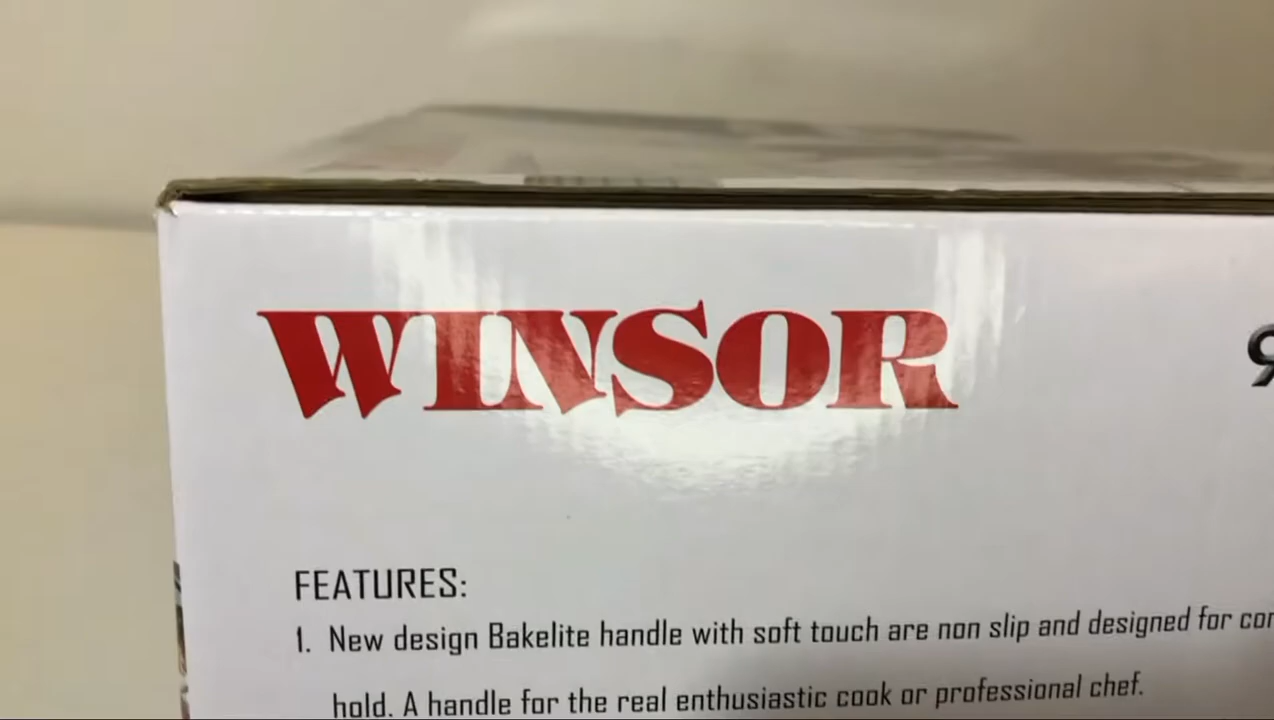 WINSOR
9
FEATURES:
1. New design Bakelite handle with soft touch are non slip and designed for
hold. A handle for the real enthusiastic cook or professional chef.